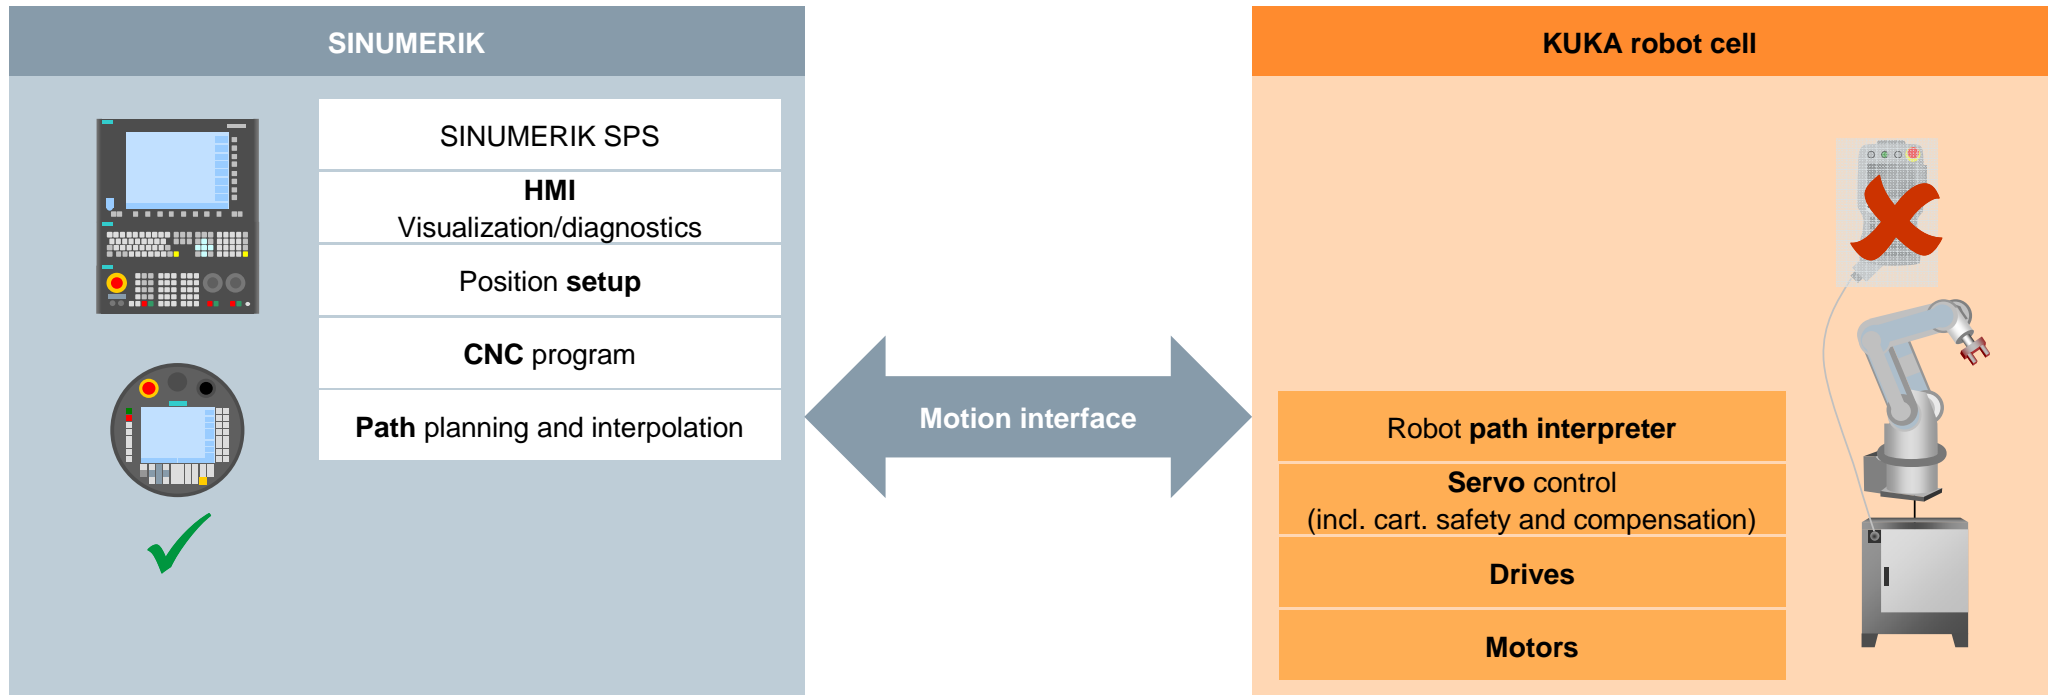 SINUMERIK
SINUMERIK SPS
HMI
Visualization/diagnostics
Position setup
CNC program
Path planning and interpolation
Motion interface
KUKA robot cell
Robot path interpreter
Servo control
(incl. cart. safety and compensation)
Drives
Motors